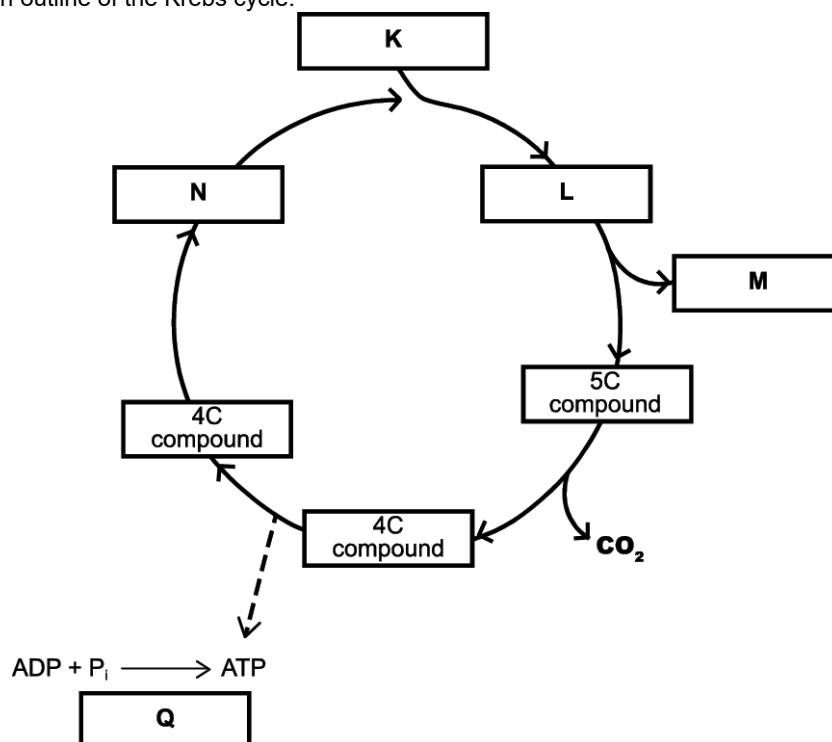 n outline of the Krebs cycle.
K
N
L
M
5C
compound
4C
compound
4C
compound
CO₂
ADP + Pᵢ ⟶ ATP
Q